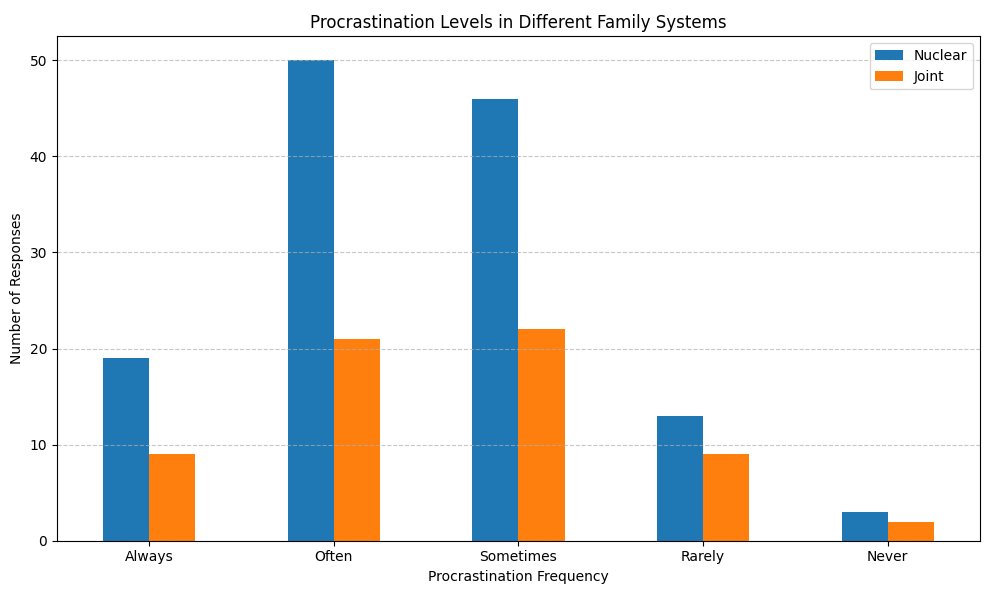 Procrastination Levels in Different Family Systems
Nuclear
Joint
Number of Responses
50
40
30
20
10
0
Always Often Sometimes Rarely Never
Procrastination Frequency